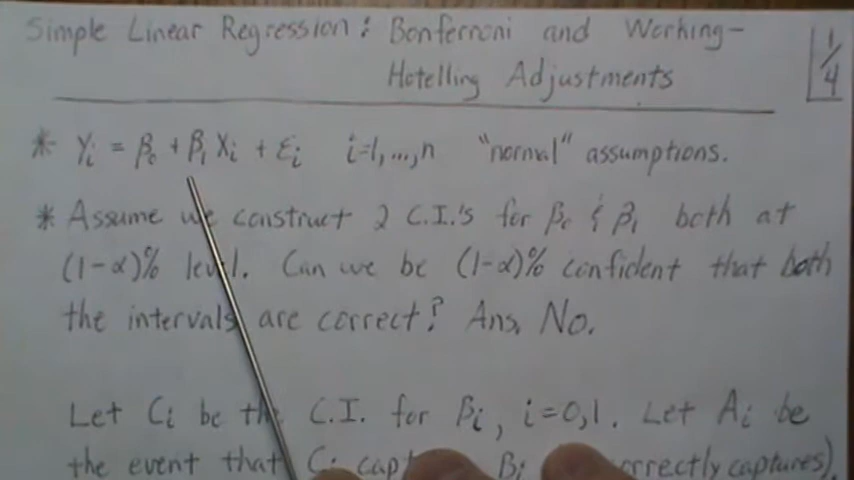 Simple Linear Regression: Bonferroni and Working-
Hotelling Adjustments
1/4
* Yi = β0 + β1 Xi + εi   i=1,...,n   "normal" assumptions.
* Assume we construct 2 C.I.'s for β0 & β1 both at
(1-α)% level. Can we be (1-α)% confident that both
the intervals are correct? Ans. No.
Let Ci be the C.I. for βi, i=0,1. Let Ai be
the event that Ci βi correctly captures)